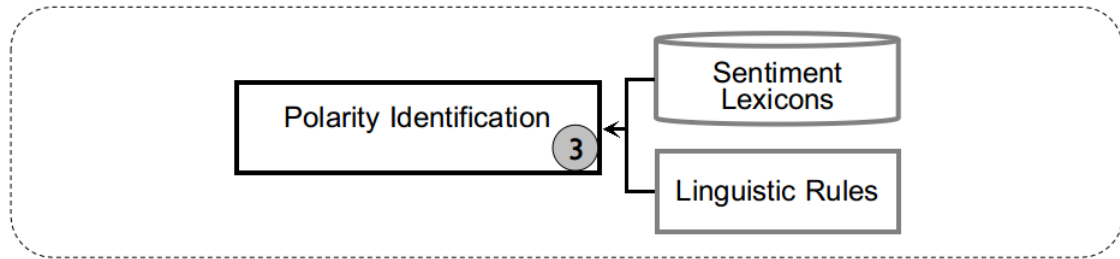 Polarity Identification
3
Sentiment
Lexicons
Linguistic Rules